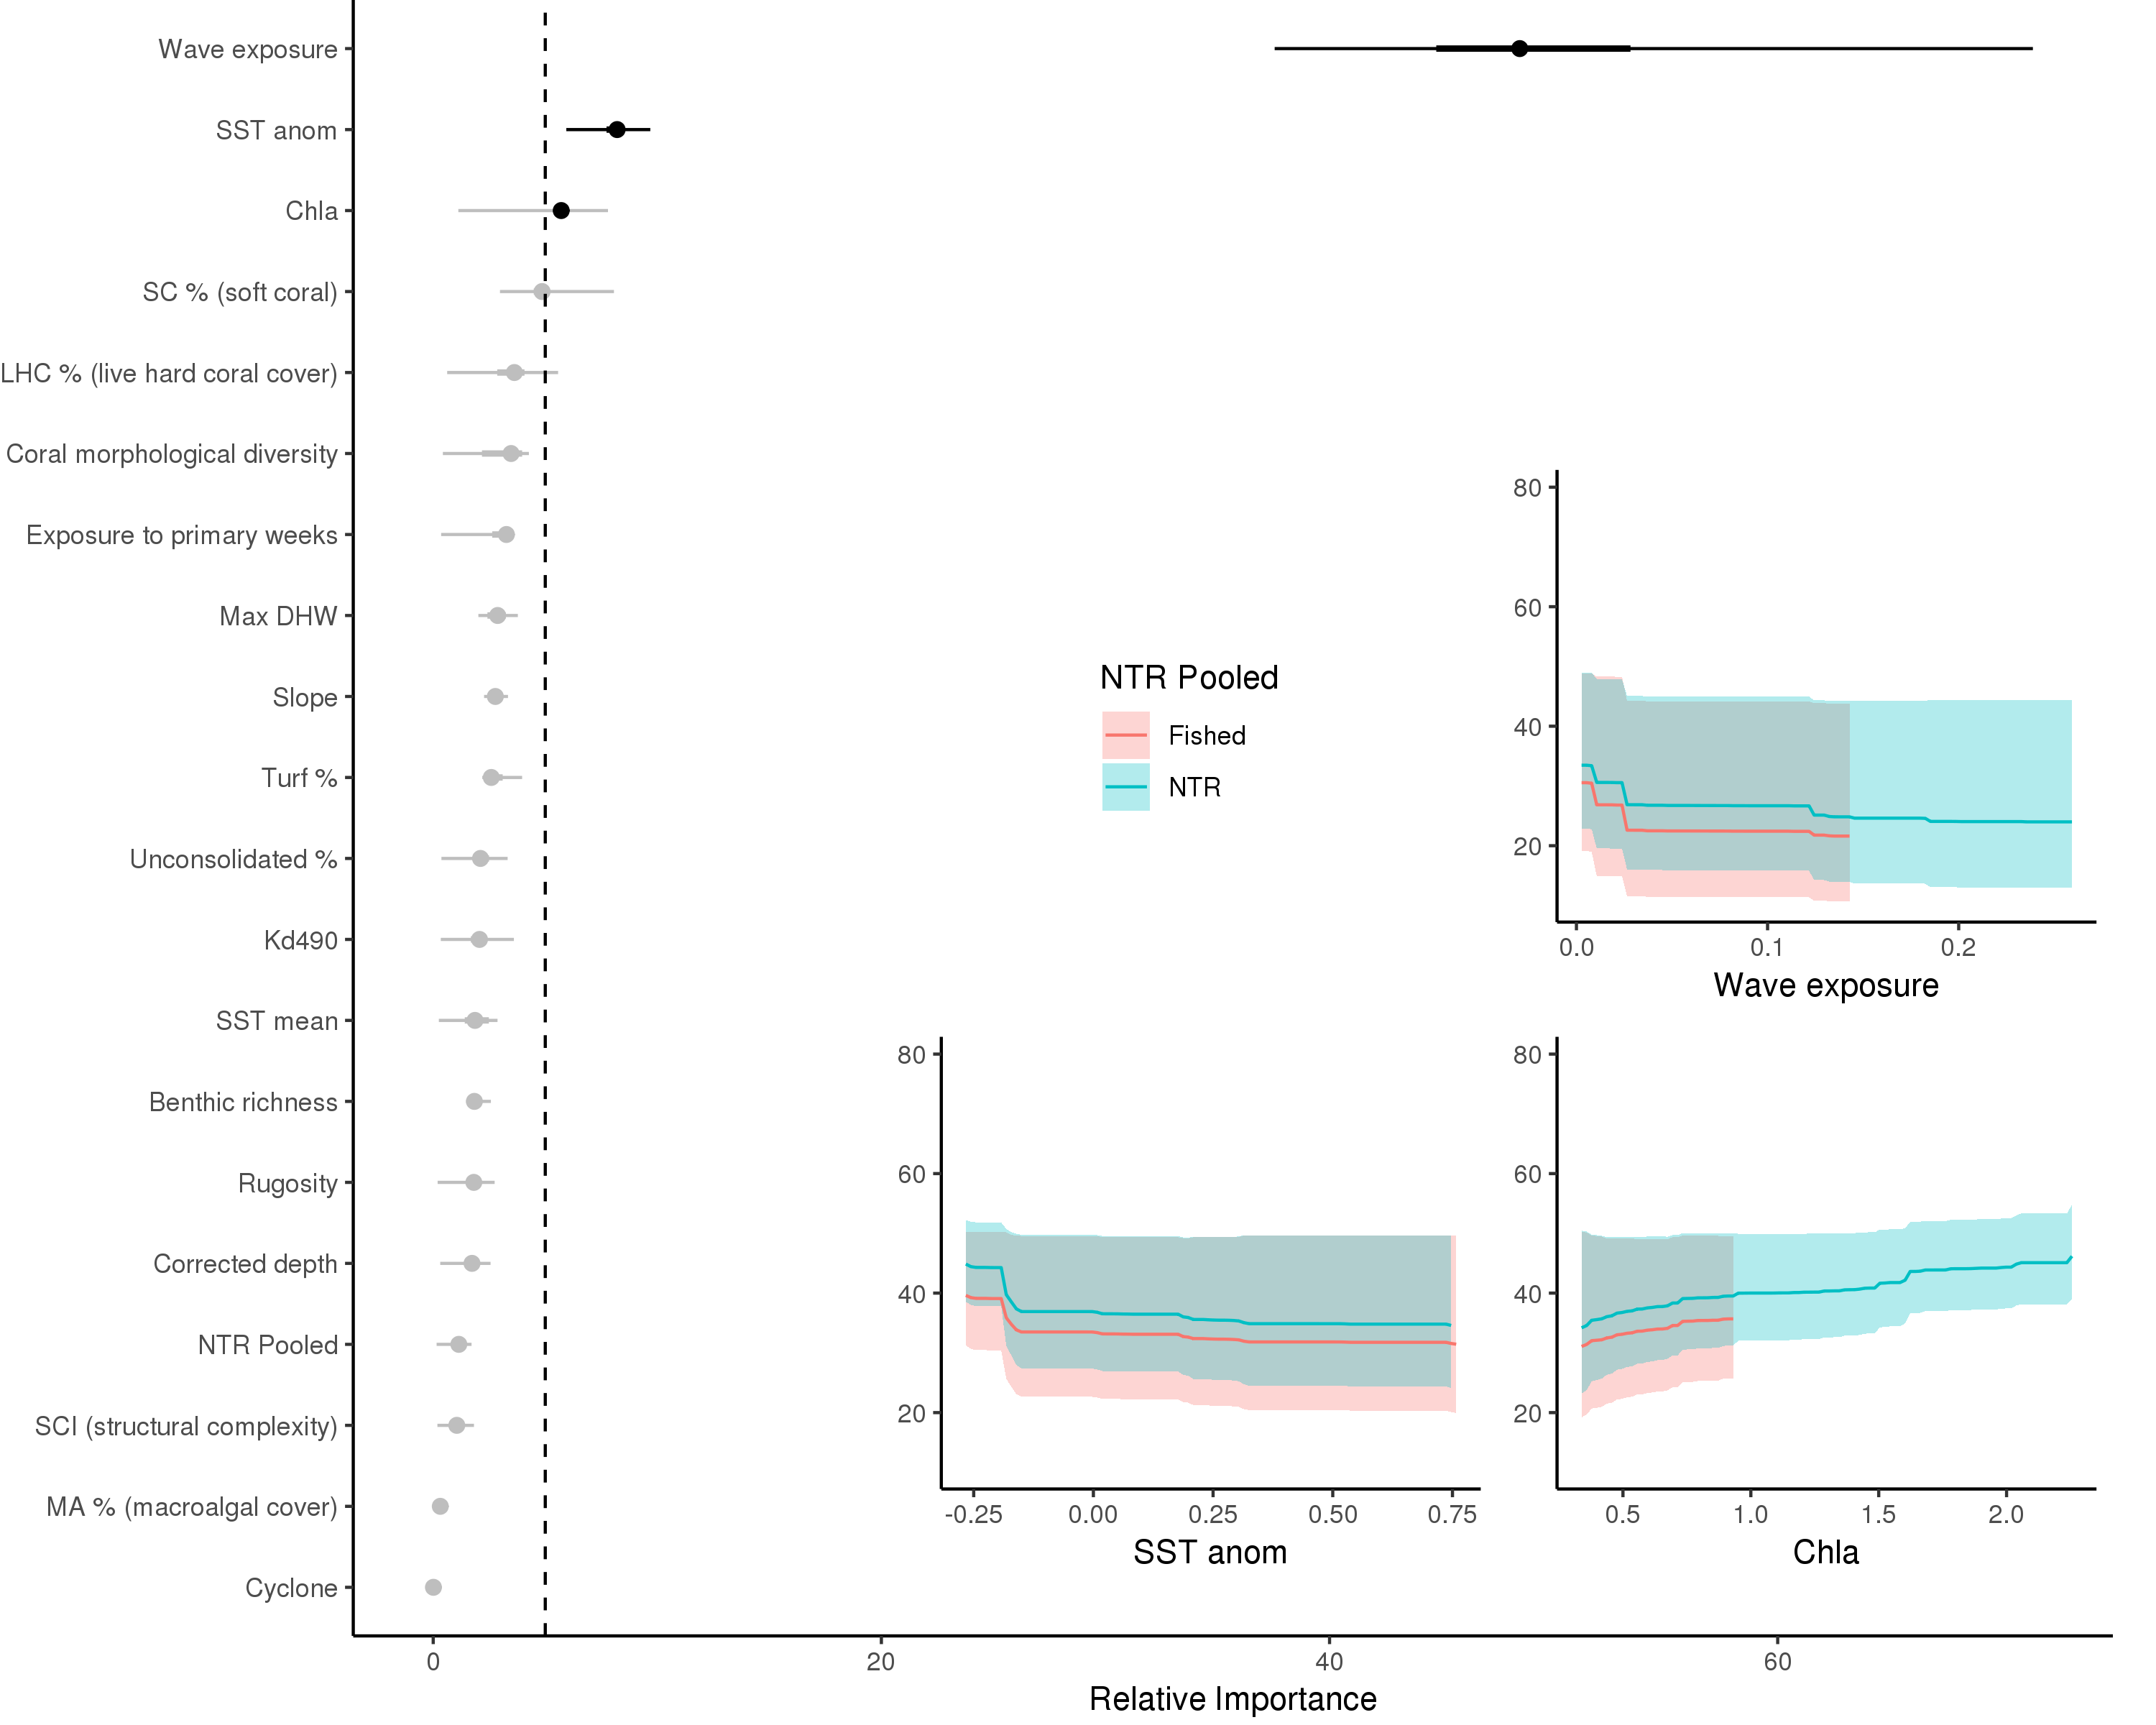 Wave exposure
SST anom
Chla
SC % (soft coral)
LHC % (live hard coral cover)
Coral morphological diversity
Exposure to primary weeks
Max DHW
Slope
Turf %
Unconsolidated %
Kd490
SST mean
Benthic richness
Rugosity
Corrected depth
NTR Pooled
SCI (structural complexity)
MA % (macroalgal cover)
Cyclone
0 20 40 60
Relative Importance
NTR Pooled
Fished
NTR
80
60
40
20
0.0 0.1 0.2
Wave exposure
80
60
40
20
-0.25 0.00 0.25 0.50 0.75
SST anom
80
60
40
20
0.5 1.0 1.5 2.0
Chla